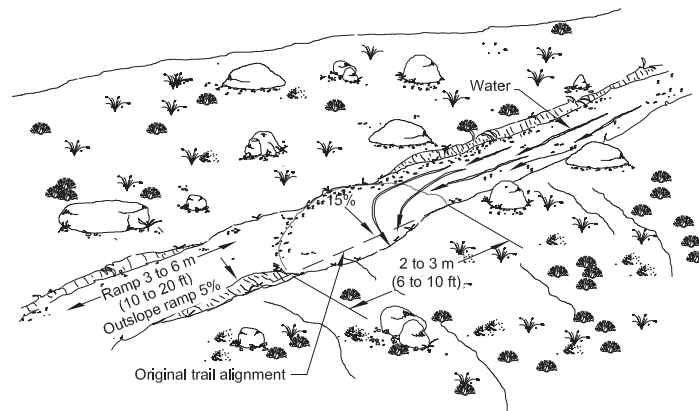 Water
15%
2 to 3 m
(6 to 10 ft)
Ramp 3 to 6 m
(10 to 20 ft)
Outslope ramp 5%
Original trail alignment